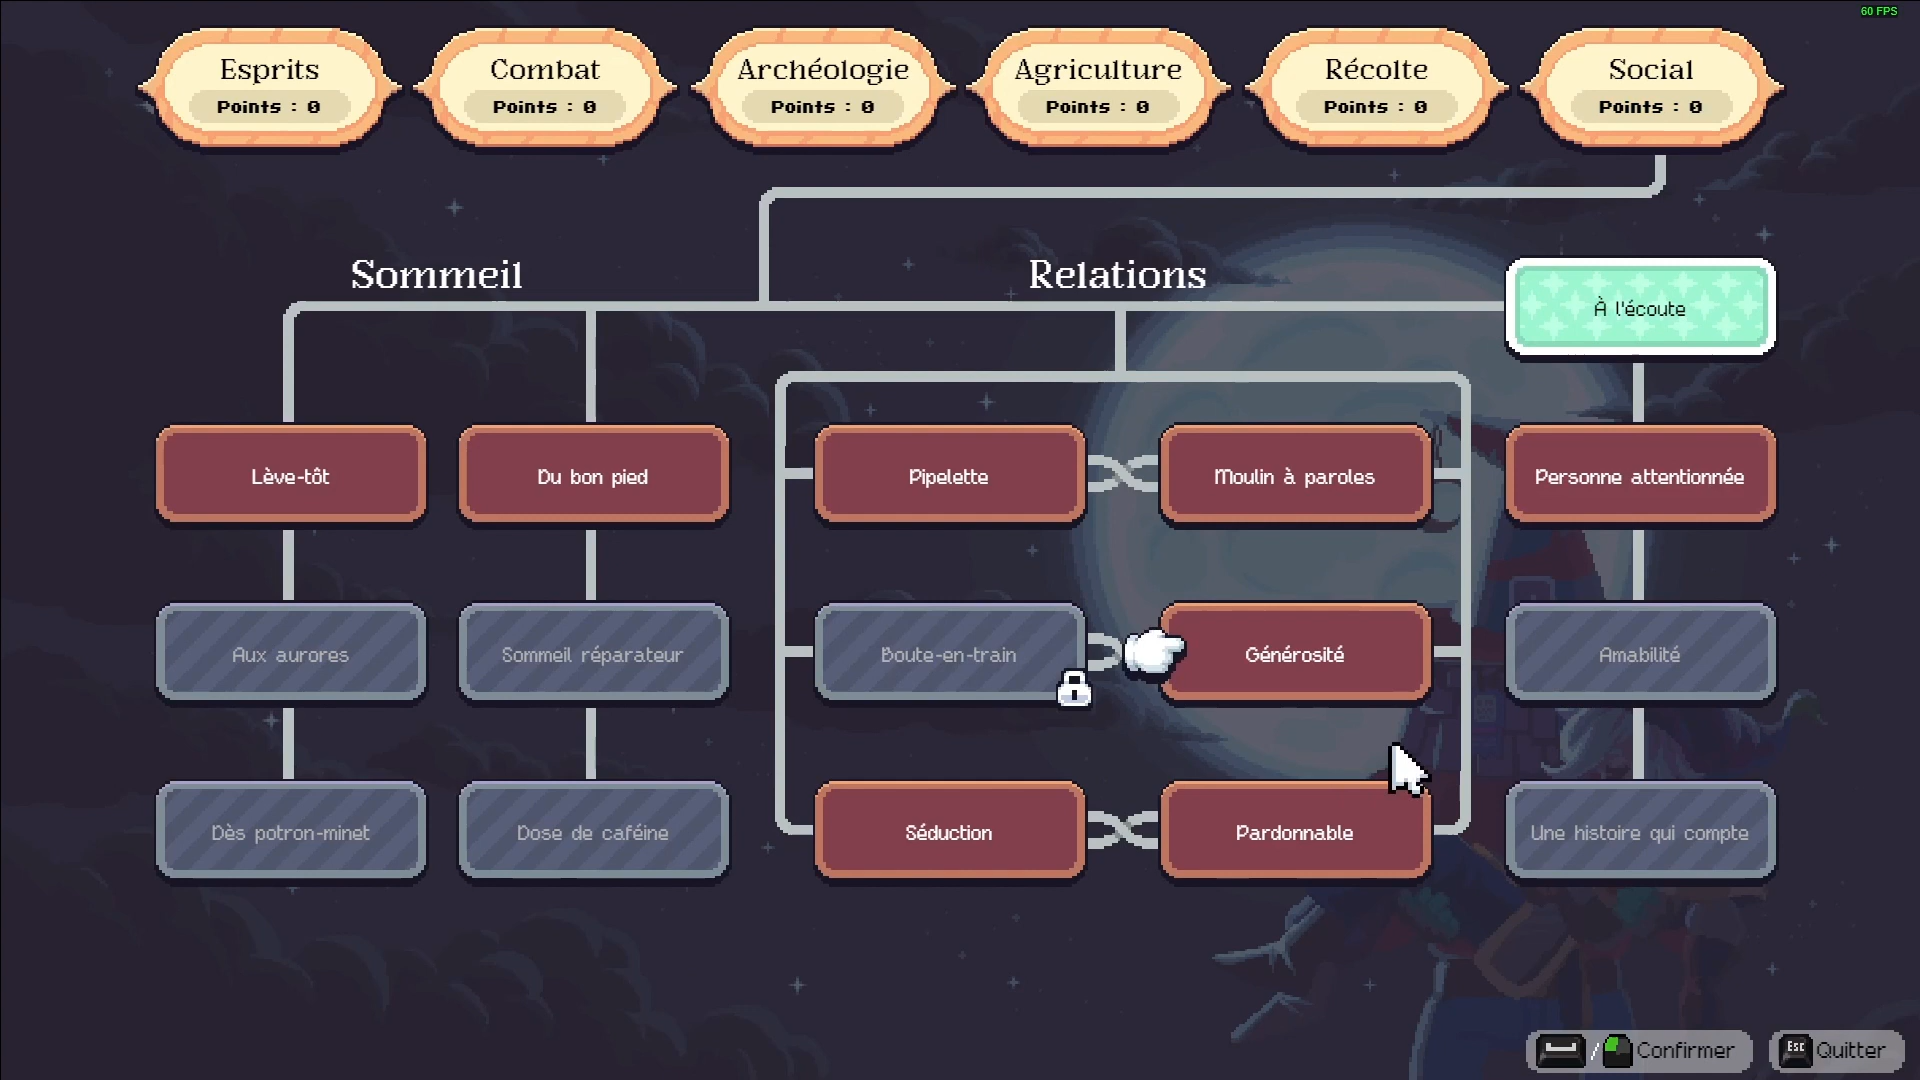 60 FPS
Esprits
Points : 0
Combat
Points : 0
Archéologie
Points : 0
Agriculture
Points : 0
Récolte
Points : 0
Social
Points : 0
Sommeil
Relations
À l'écoute
Lève-tôt
Du bon pied
Pipelette
Moulin à paroles
Personne attentionnée
Aux aurores
Sommeil réparateur
Boute-en-train
Générosité
Amabilité
Dès potron-minet
Dose de caféine
Séduction
Pardonnable
Une histoire qui compte
/ Confirmer
Esc Quitter